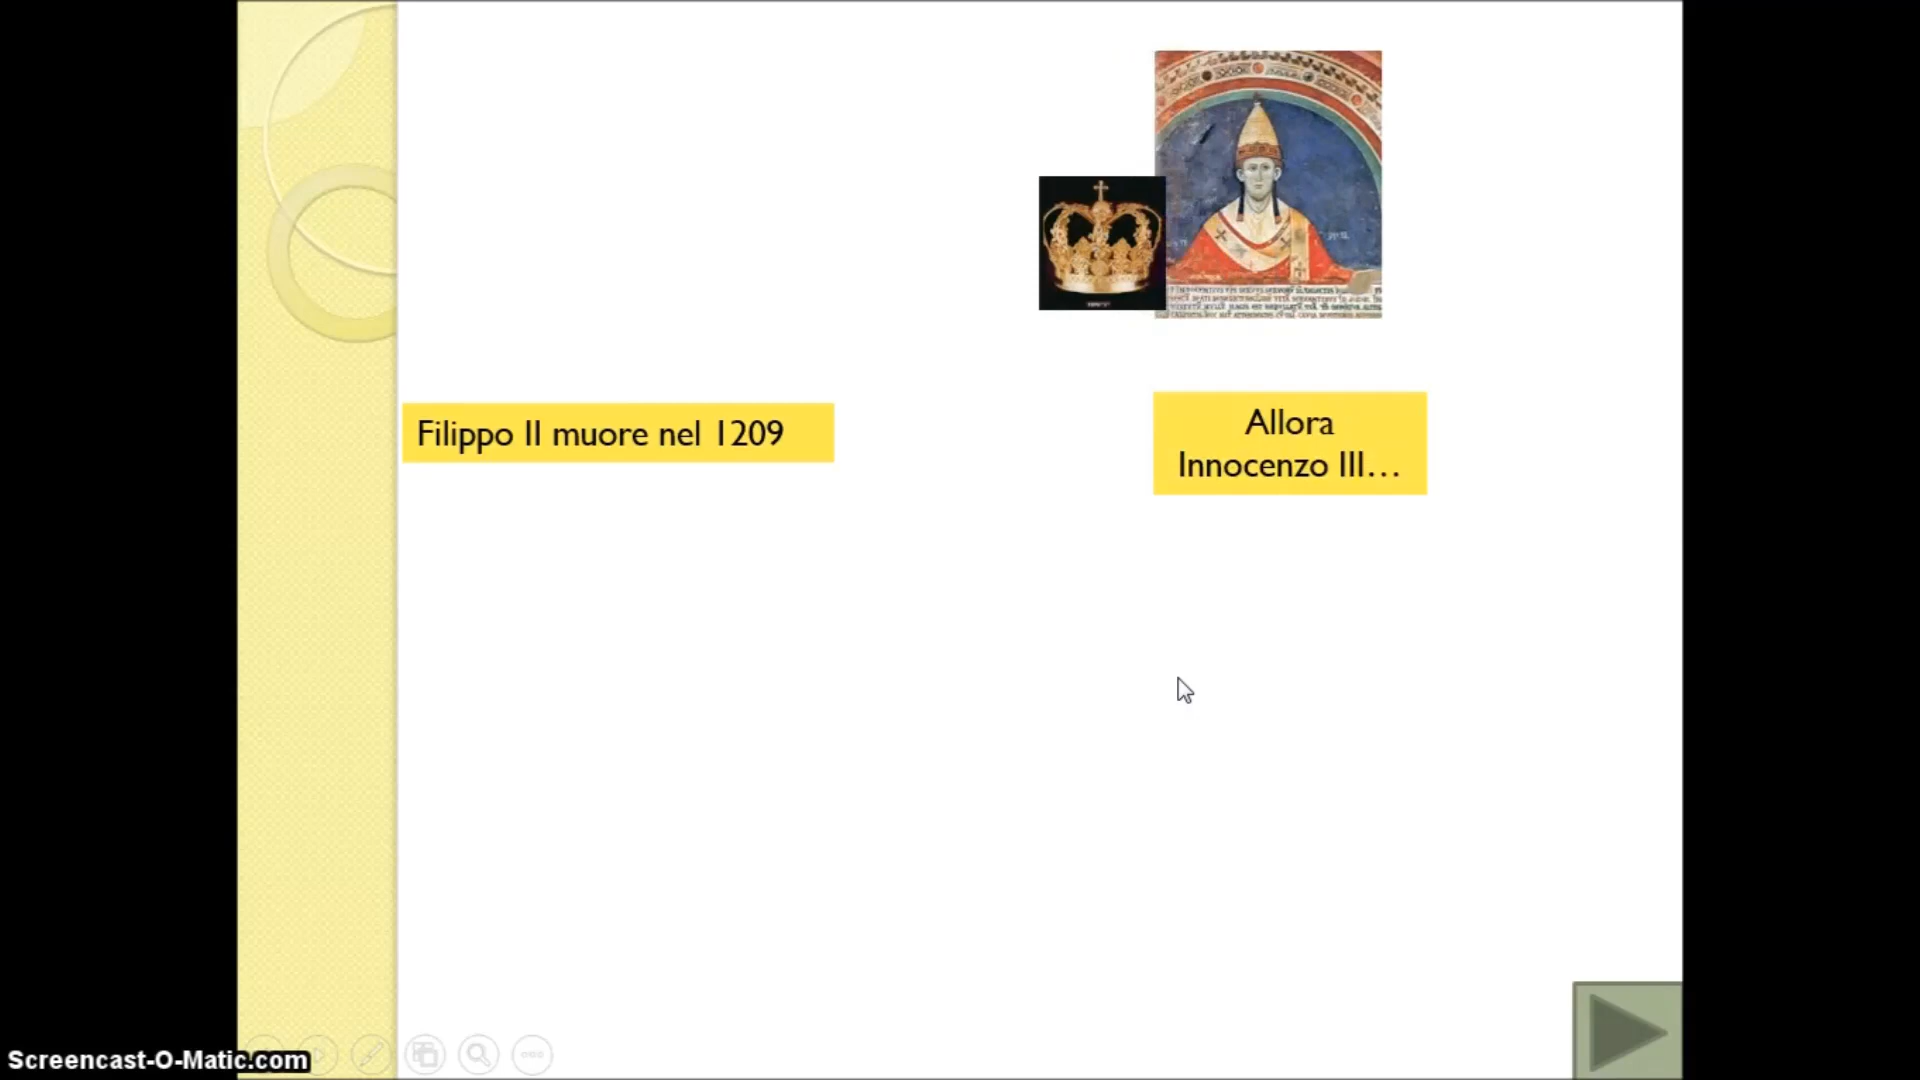 Filippo II muore nel 1209
Allora
Innocenzo III...
Screencast-O-Matic.com